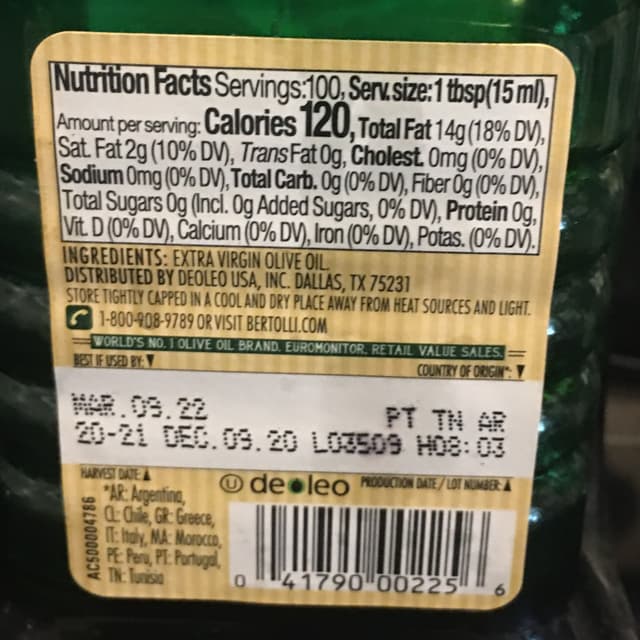 Nutrition Facts Servings:100, Serv. size:1 tbsp(15 ml),
Amount per serving: Calories 120, Total Fat 14g (18% DV),
Sat. Fat 2g (10% DV), Trans Fat 0g, Cholest. 0mg (0% DV),
Sodium 0mg (0% DV), Total Carb. 0g (0% DV), Fiber 0g (0% DV),
Total Sugars 0g (Incl. 0g Added Sugars, 0% DV), Protein 0g,
Vit. D (0% DV), Calcium (0% DV), Iron (0% DV), Potas. (0% DV).
INGREDIENTS: EXTRA VIRGIN OLIVE OIL.
DISTRIBUTED BY DEOLEO USA, INC. DALLAS, TX 75231
STORE TIGHTLY CAPPED IN A COOL AND DRY PLACE AWAY FROM HEAT SOURCES AND LIGHT.
1-800-908-9789 OR VISIT BERTOLLI.COM
WORLD'S NO. 1 OLIVE OIL BRAND. EUROMONITOR. RETAIL VALUE SALES.
BEST IF USED BY: ▼
COUNTRY OF ORIGIN*: ▼
MAR. 09. 22 PT TN AR
20-21 DEC. 09. 20 L03509 H08: 03
HARVEST DATE ▲
U deoleo PRODUCTION DATE/LOT NUMBER ▲
*AR: Argentina,
CL: Chile, GR: Greece,
IT: Italy, MA: Morocco,
PE: Peru, PT: Portugal,
TN: Tunisia
AC500004786
0 41790 00225 6